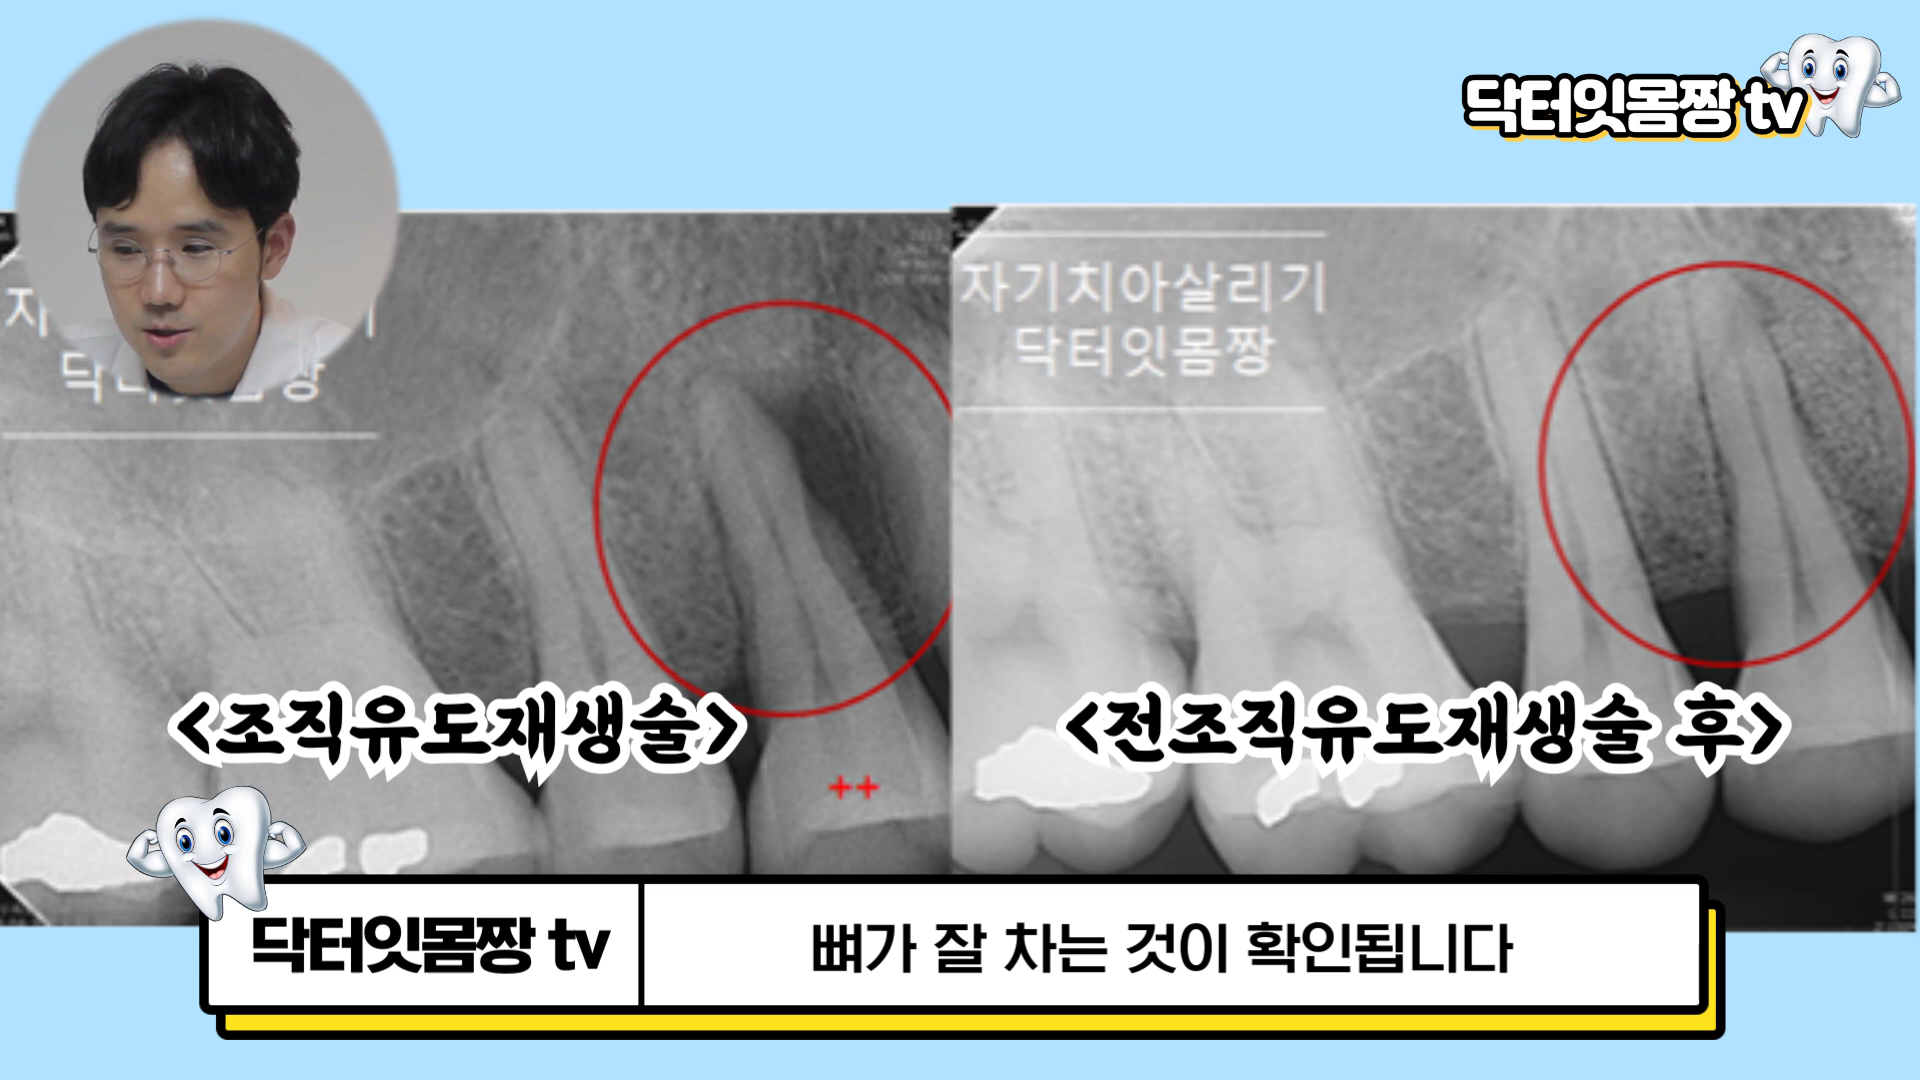 닥터잇몸짱 tv
자기치아살리기
닥터잇몸짱
<조직유도재생술>
<전조직유도재생술 후>
++
닥터잇몸짱 tv
뼈가 잘 차는 것이 확인됩니다